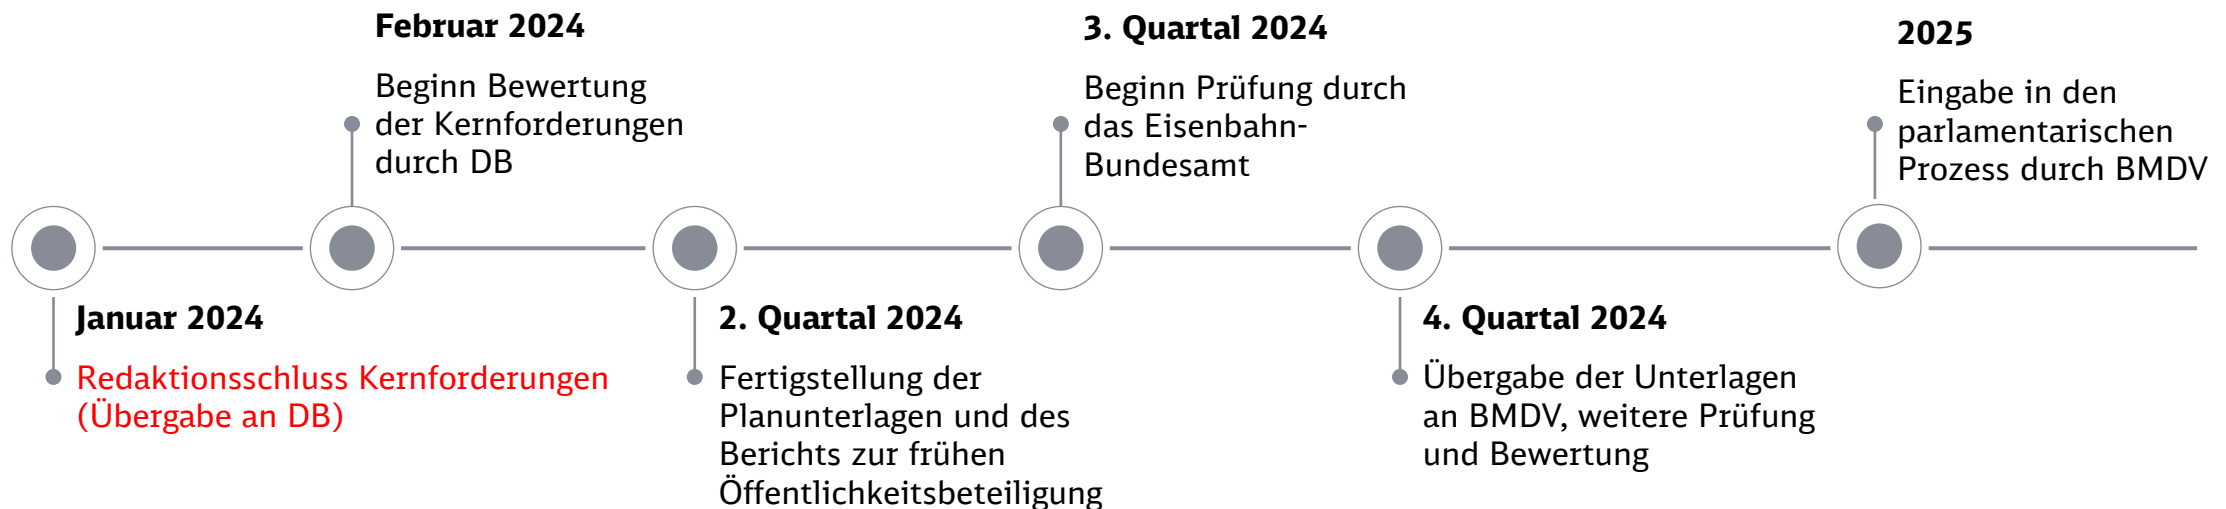 Februar 2024
Beginn Bewertung
der Kernforderungen
durch DB
3. Quartal 2024
Beginn Prüfung durch
das Eisenbahn-
Bundesamt
2025
Eingabe in den
parlamentarischen
Prozess durch BMDV
Januar 2024
Redaktionsschluss Kernforderungen
(Übergabe an DB)
2. Quartal 2024
Fertigstellung der
Planunterlagen und des
Berichts zur frühen
Öffentlichkeitsbeteiligung
4. Quartal 2024
Übergabe der Unterlagen
an BMDV, weitere Prüfung
und Bewertung